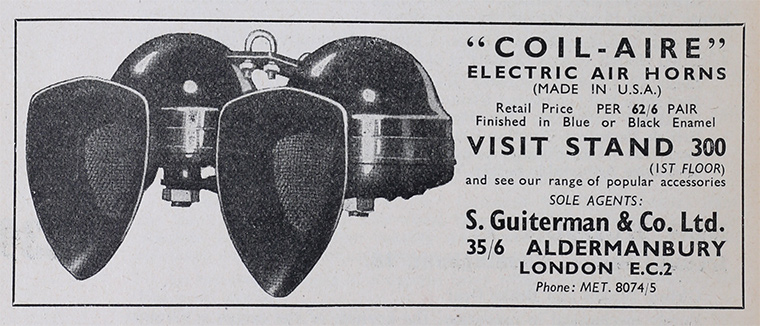 "COIL-AIRE"
ELECTRIC AIR HORNS
(MADE IN U.S.A.)
Retail Price PER 62/6 PAIR
Finished in Blue or Black Enamel
VISIT STAND 300
(1ST FLOOR)
and see our range of popular accessories
SOLE AGENTS:
S. Guiterman & Co. Ltd.
35/6 ALDERMANBURY
LONDON E.C.2
Phone: MET. 8074/5